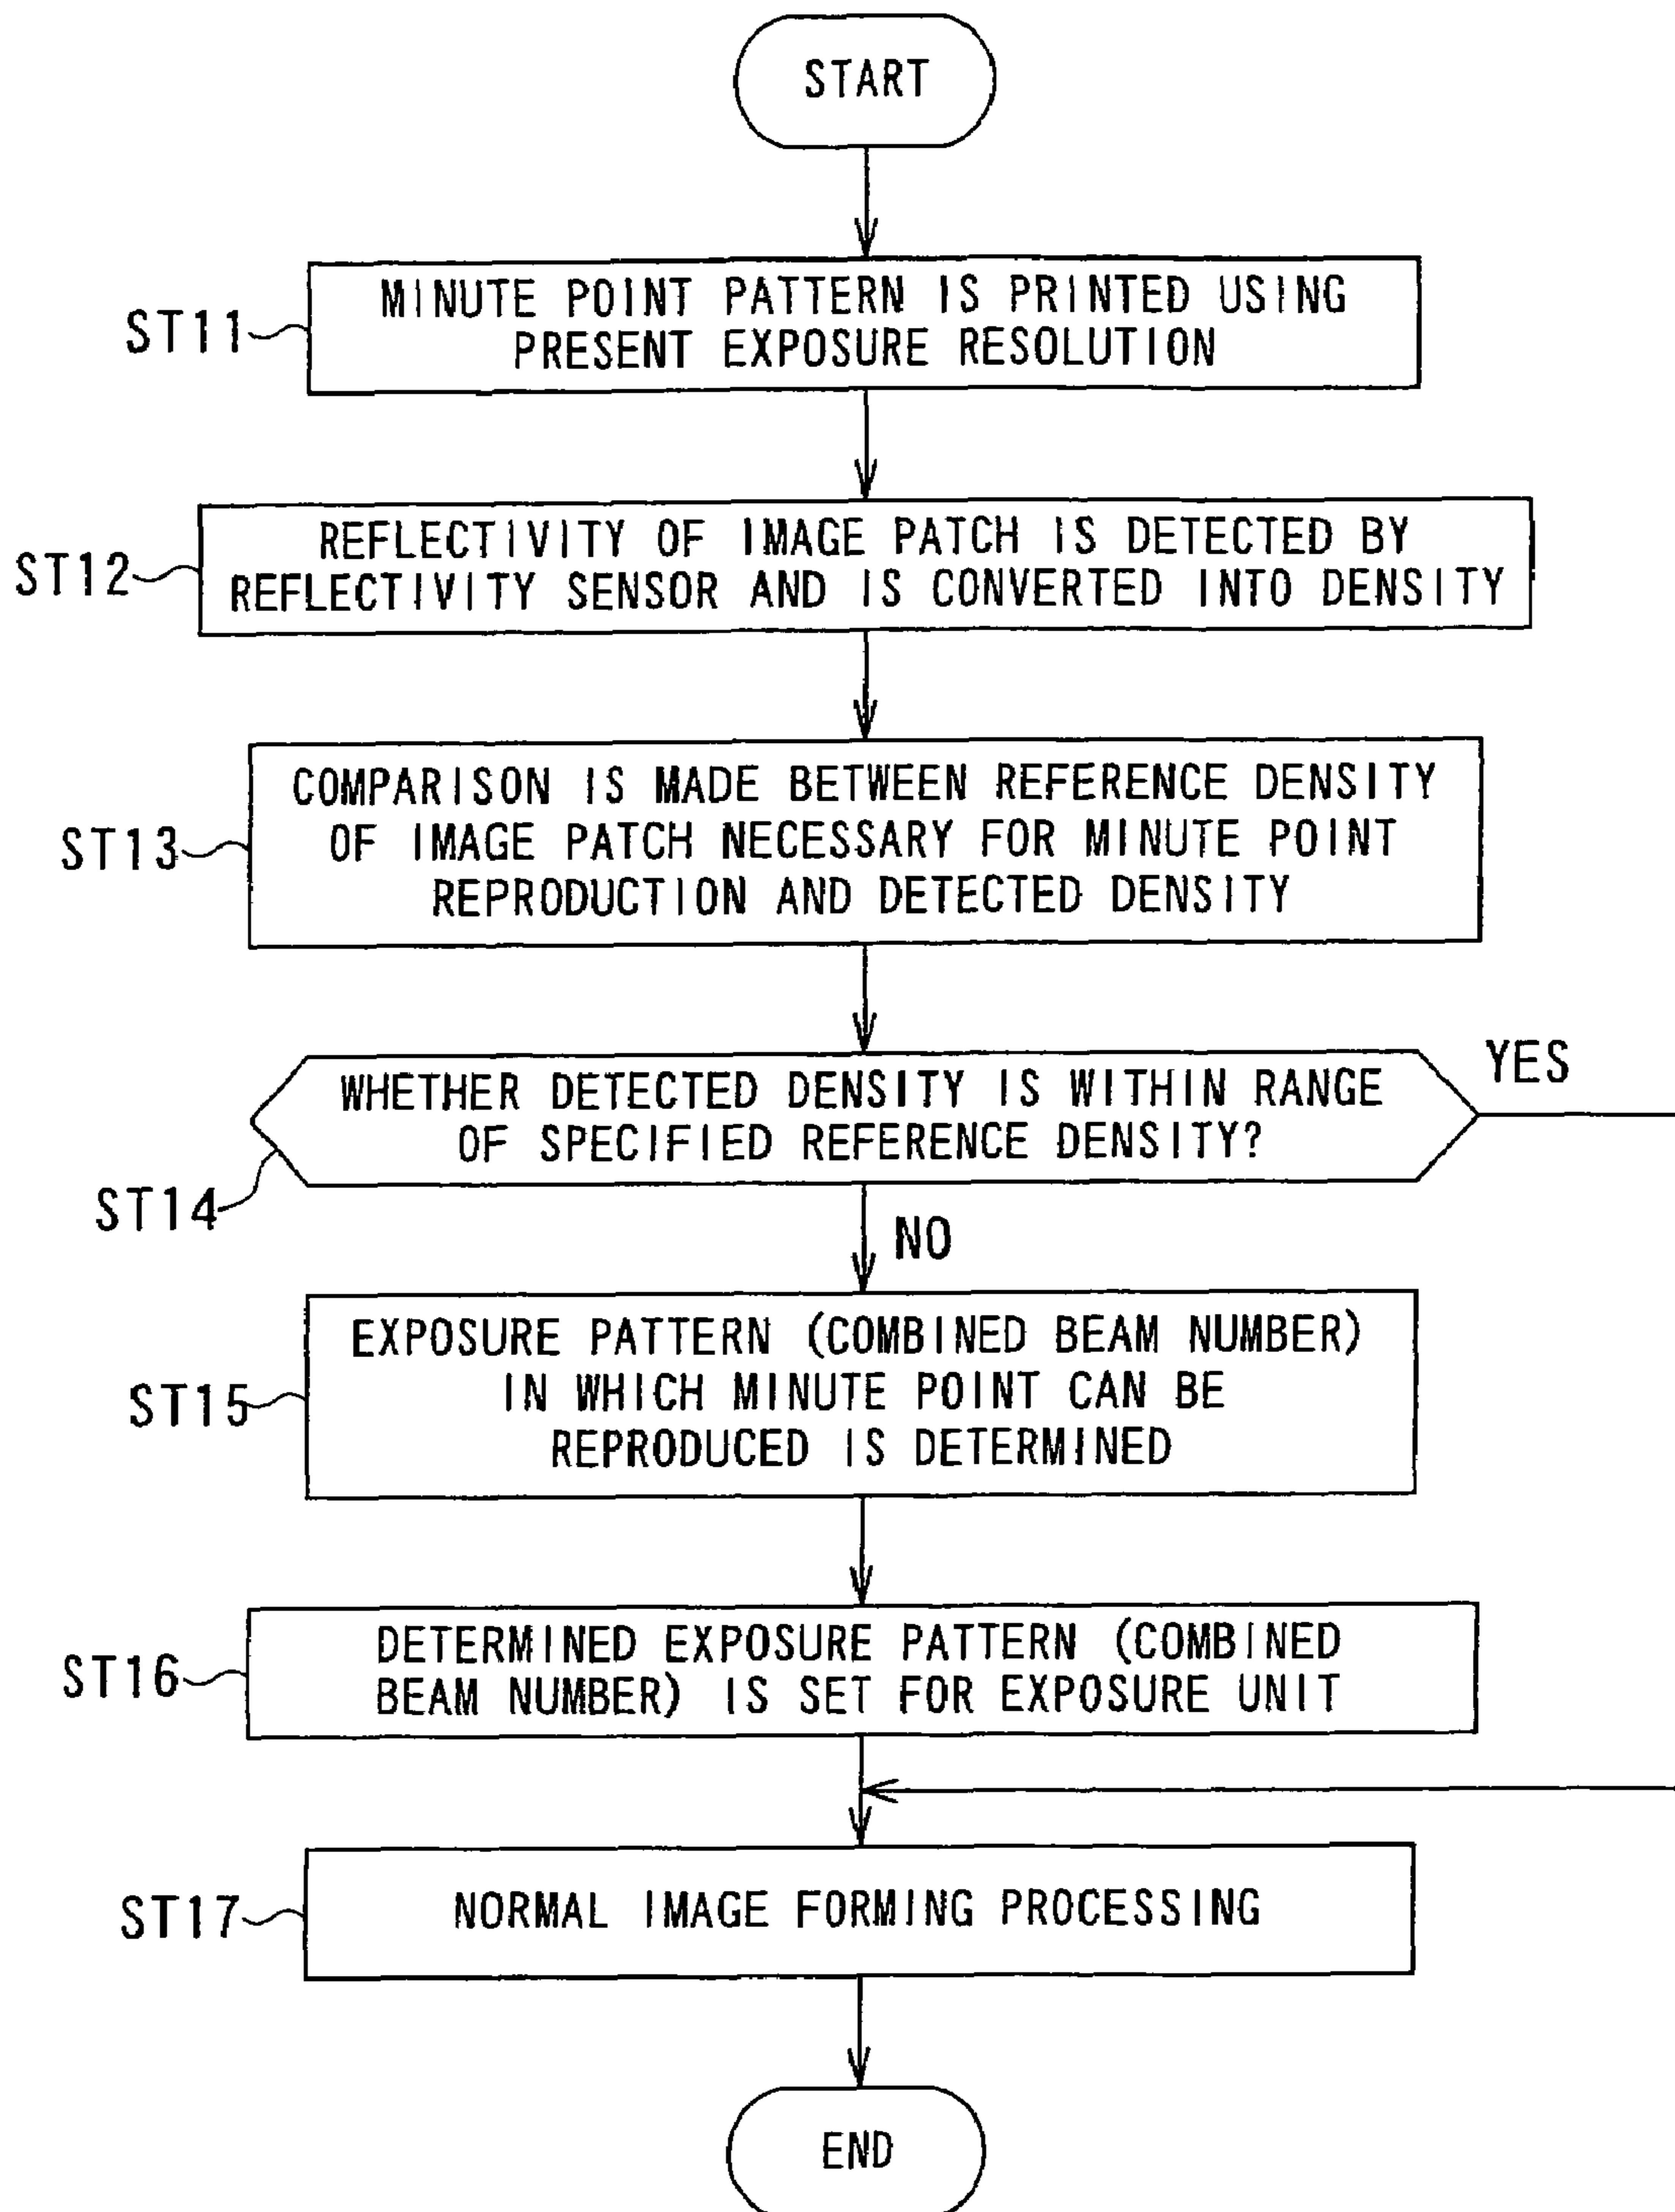 START
ST11
MINUTE POINT PATTERN IS PRINTED USING
PRESENT EXPOSURE RESOLUTION
ST12
REFLECTIVITY OF IMAGE PATCH IS DETECTED BY
REFLECTIVITY SENSOR AND IS CONVERTED INTO DENSITY
ST13
COMPARISON IS MADE BETWEEN REFERENCE DENSITY
OF IMAGE PATCH NECESSARY FOR MINUTE POINT
REPRODUCTION AND DETECTED DENSITY
ST14
WHETHER DETECTED DENSITY IS WITHIN RANGE
OF SPECIFIED REFERENCE DENSITY?
YES
NO
ST15
EXPOSURE PATTERN (COMBINED BEAM NUMBER)
IN WHICH MINUTE POINT CAN BE
REPRODUCED IS DETERMINED
ST16
DETERMINED EXPOSURE PATTERN (COMBINED
BEAM NUMBER) IS SET FOR EXPOSURE UNIT
ST17
NORMAL IMAGE FORMING PROCESSING
END